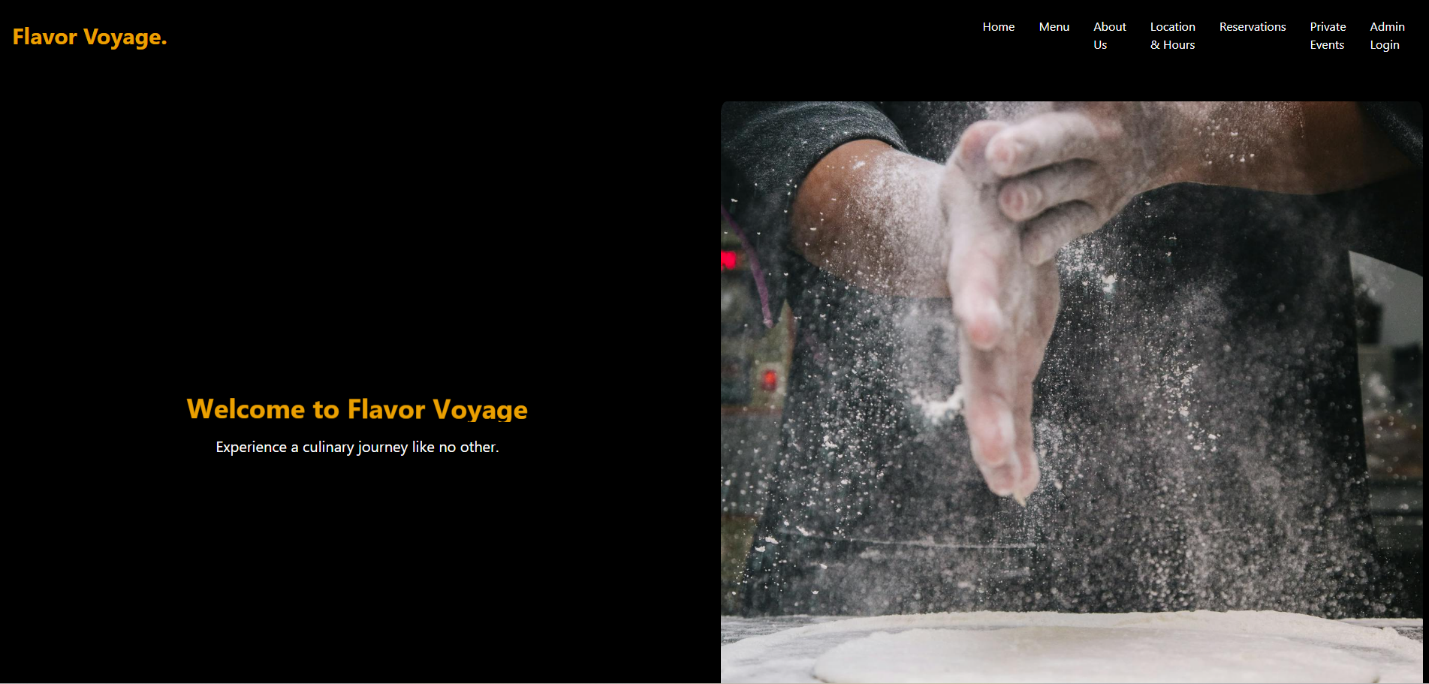 Flavor Voyage.
Home Menu About Us Location & Hours Reservations Private Events Admin Login
Welcome to Flavor Voyage
Experience a culinary journey like no other.